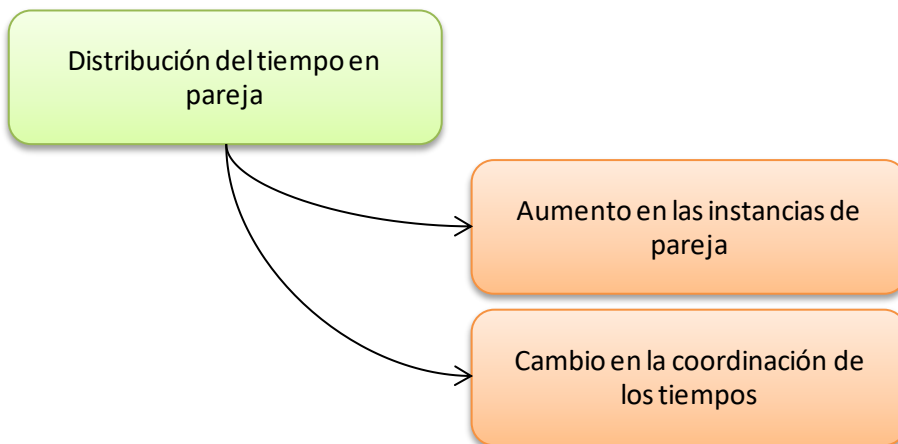 Distribución del tiempo en
pareja
Aumento en las instancias de
pareja
Cambio en la coordinación de
los tiempos